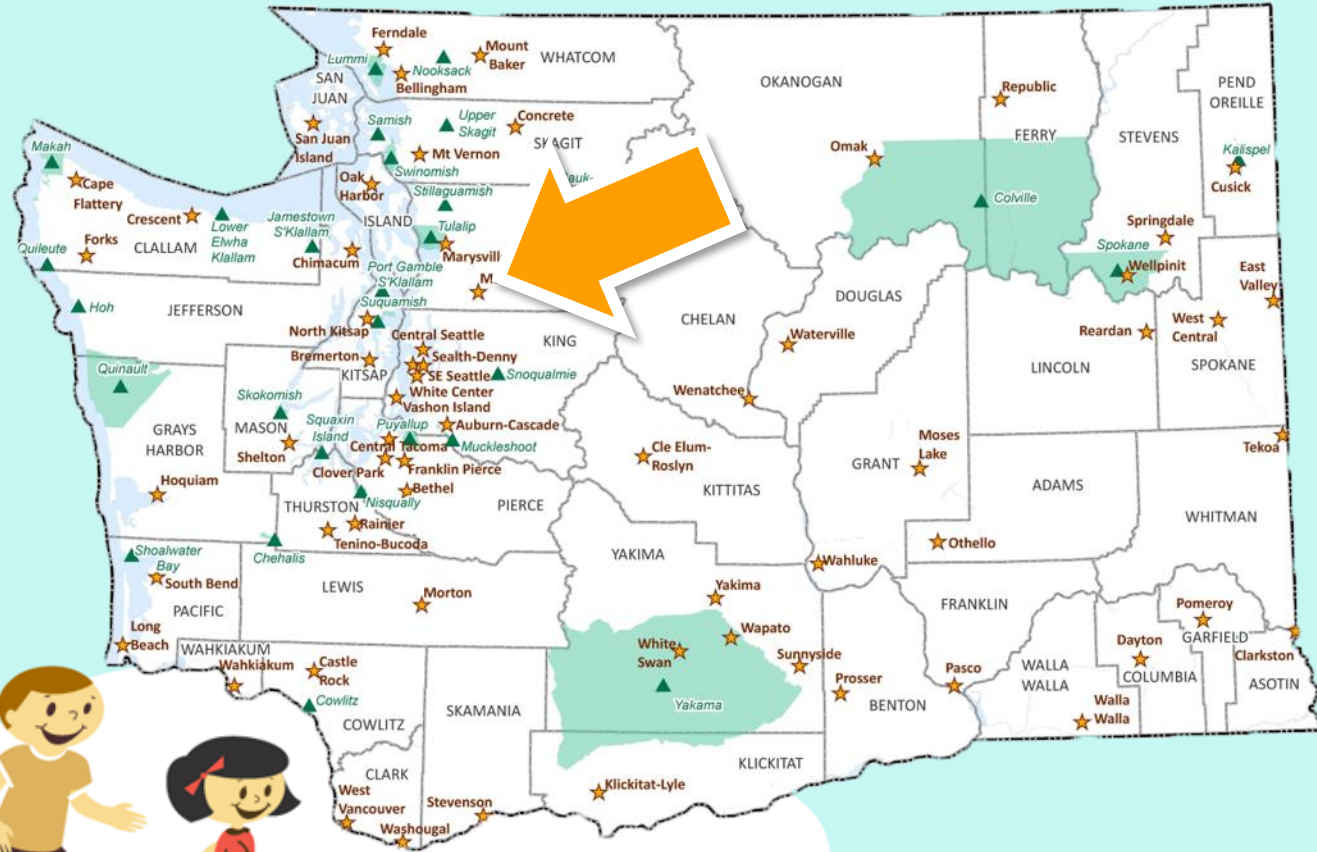 Ferndale
Mount
Baker
WHATCOM
Lummi
Nooksack
Bellingham
SAN
JUAN
San Juan
Island
Samish
Upper
Skagit
Concrete
SKAGIT
Mt Vernon
Swinomish
Oak
Harbor
Stillaguamish
auk-
ISLAND
Tulalip
Marysvill
M
OKANOGAN
Omak
Republic
FERRY
STEVENS
PEND
OREILLE
Kalispel
Cusick
Colville
Springdale
Spokane
Wellpinit
East
Valley
West
Central
SPOKANE
Reardan
LINCOLN
Makah
Cape
Flattery
Crescent
Lower
Elwha
Klallam
Jamestown
S'Klallam
Forks
CLALLAM
Quileute
Chimacum
Port Gamble
S'Klallam
Hoh
JEFFERSON
Suquamish
North Kitsap
Central Seattle
KING
Bremerton
KITSAP
Sealth-Denny
SE Seattle
Snoqualmie
White Center
Vashon Island
Quinault
Skokomish
MASON
Squaxin
Island
Puyallup
Auburn-Cascade
Muckleshoot
GRAYS
HARBOR
Shelton
Central Tacoma
Clover Park
Franklin Pierce
Bethel
Hoquiam
THURSTON
Nisqually
PIERCE
Rainier
Tenino-Bucoda
Chehalis
CHELAN
DOUGLAS
Waterville
Wenatchee
Cle Elum-
Roslyn
KITTITAS
GRANT
Moses
Lake
ADAMS
Othello
Tekoa
WHITMAN
Shoalwater
Bay
South Bend
PACIFIC
Long
Beach
LEWIS
Morton
YAKIMA
Yakima
Wahluke
FRANKLIN
White
Swan
Wapato
Sunnyside
Yakama
Prosser
BENTON
Pasco
WALLA
WALLA
Walla
Walla
Dayton
COLUMBIA
Pomeroy
GARFIELD
Clarkston
ASOTIN
WAHKIAKUM
Wahkiakum
Castle
Rock
Cowlitz
COWLITZ
SKAMANIA
CLARK
West
Vancouver
Washougal
Stevenson
Klickitat-Lyle
KLICKITAT